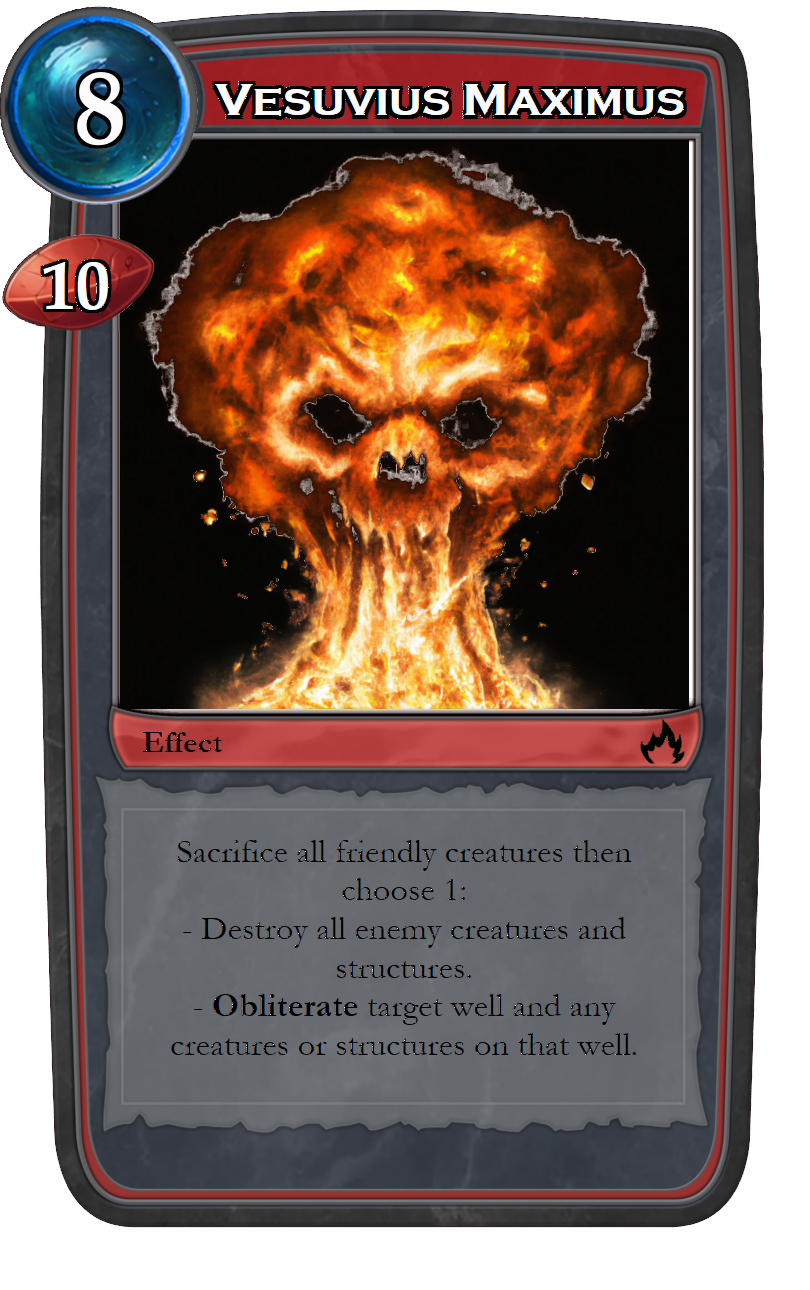 8
Vesuvius Maximus
10
Effect
Sacrifice all friendly creatures then
choose 1:
- Destroy all enemy creatures and
structures.
- Obliterate target well and any
creatures or structures on that well.